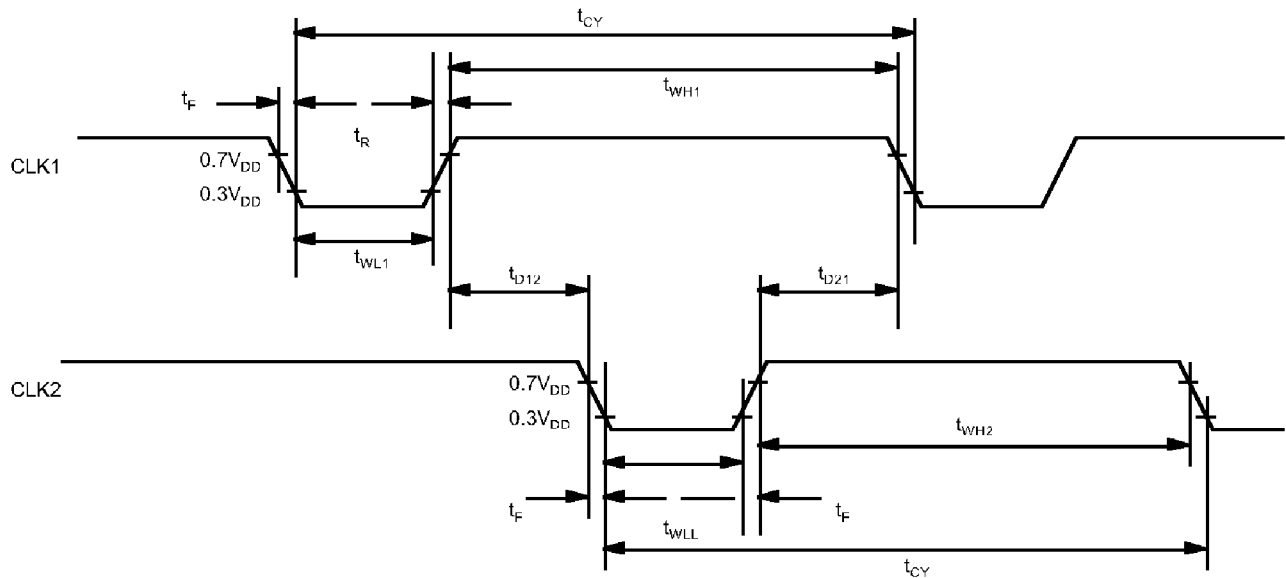 tCY
tWH1
tF
tR
CLK1
0.7VDD
0.3VDD
tWL1
tD12
tD21
CLK2
0.7VDD
0.3VDD
tWH2
tF
tF
tWLL
tCY